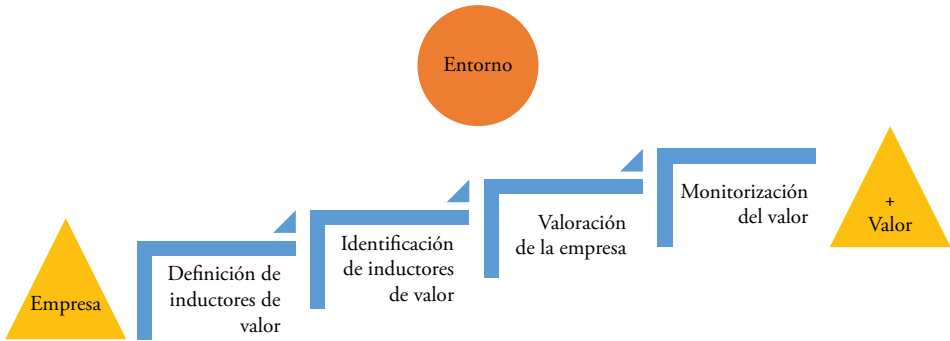 Entorno
Empresa
Definición de
inductores de
valor
Identificación
de inductores
de valor
Valoración
de la empresa
Monitorización
del valor
+
Valor